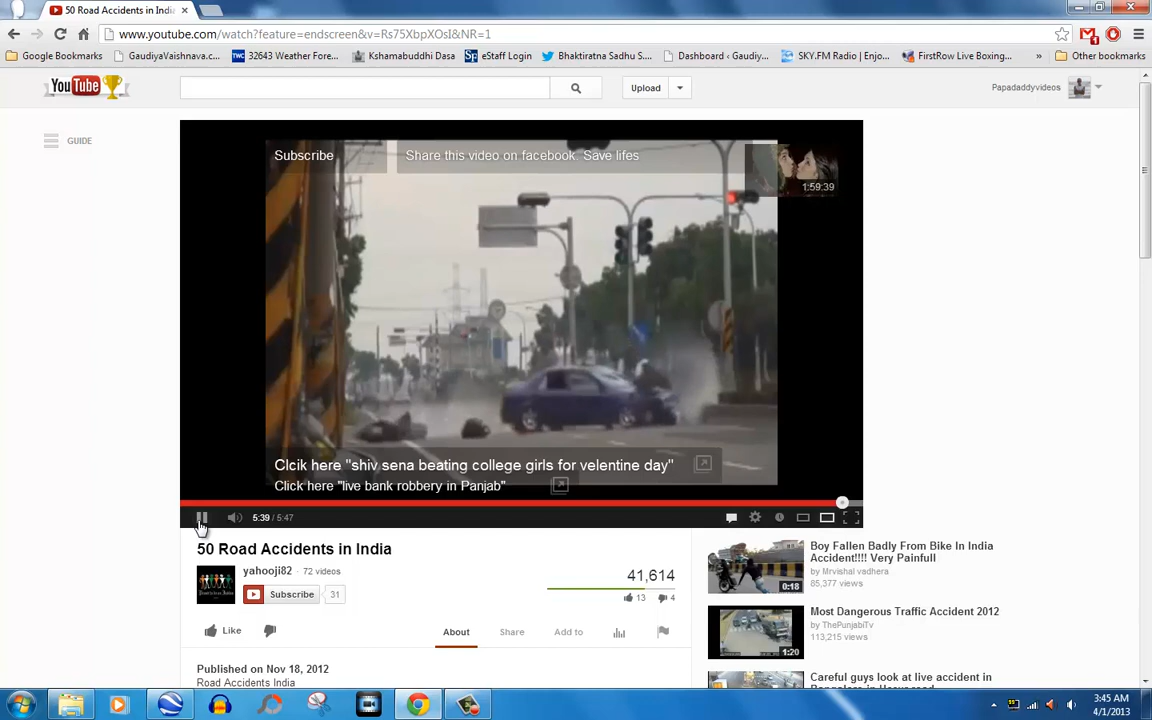 50 Road Accidents in Indi
www.youtube.com/watch?feature=endscreen&v=Rs75XbpXOsI&NR=1
Google Bookmarks GaudiyaVaishnava.c... 32643 Weather Fore... Kshamabuddhi Dasa eStaff Login Bhaktiratna Sadhu S... Dashboard ‹ Gaudiy... SKY.FM Radio | Enjo... FirstRow Live Boxing... » Other bookmarks
YouTube Upload Papadaddyvideos
GUIDE
Subscribe Share this video on facebook. Save lifes
1:59:39
Clcik here "shiv sena beating college girls for velentine day"
Click here "live bank robbery in Panjab"
5:39 / 5:47
50 Road Accidents in India
yahooji82 · 72 videos
Subscribe 31
41,614
13 4
Like About Share Add to
Published on Nov 18, 2012
Road Accidents India
Boy Fallen Badly From Bike In India
Accident!!!! Very Painfull
by Mrvishal vadhera
85,377 views
0:18
Most Dangerous Traffic Accident 2012
by ThePunjabiTv
113,215 views
1:20
Careful guys look at live accident in
3:45 AM
4/1/2013